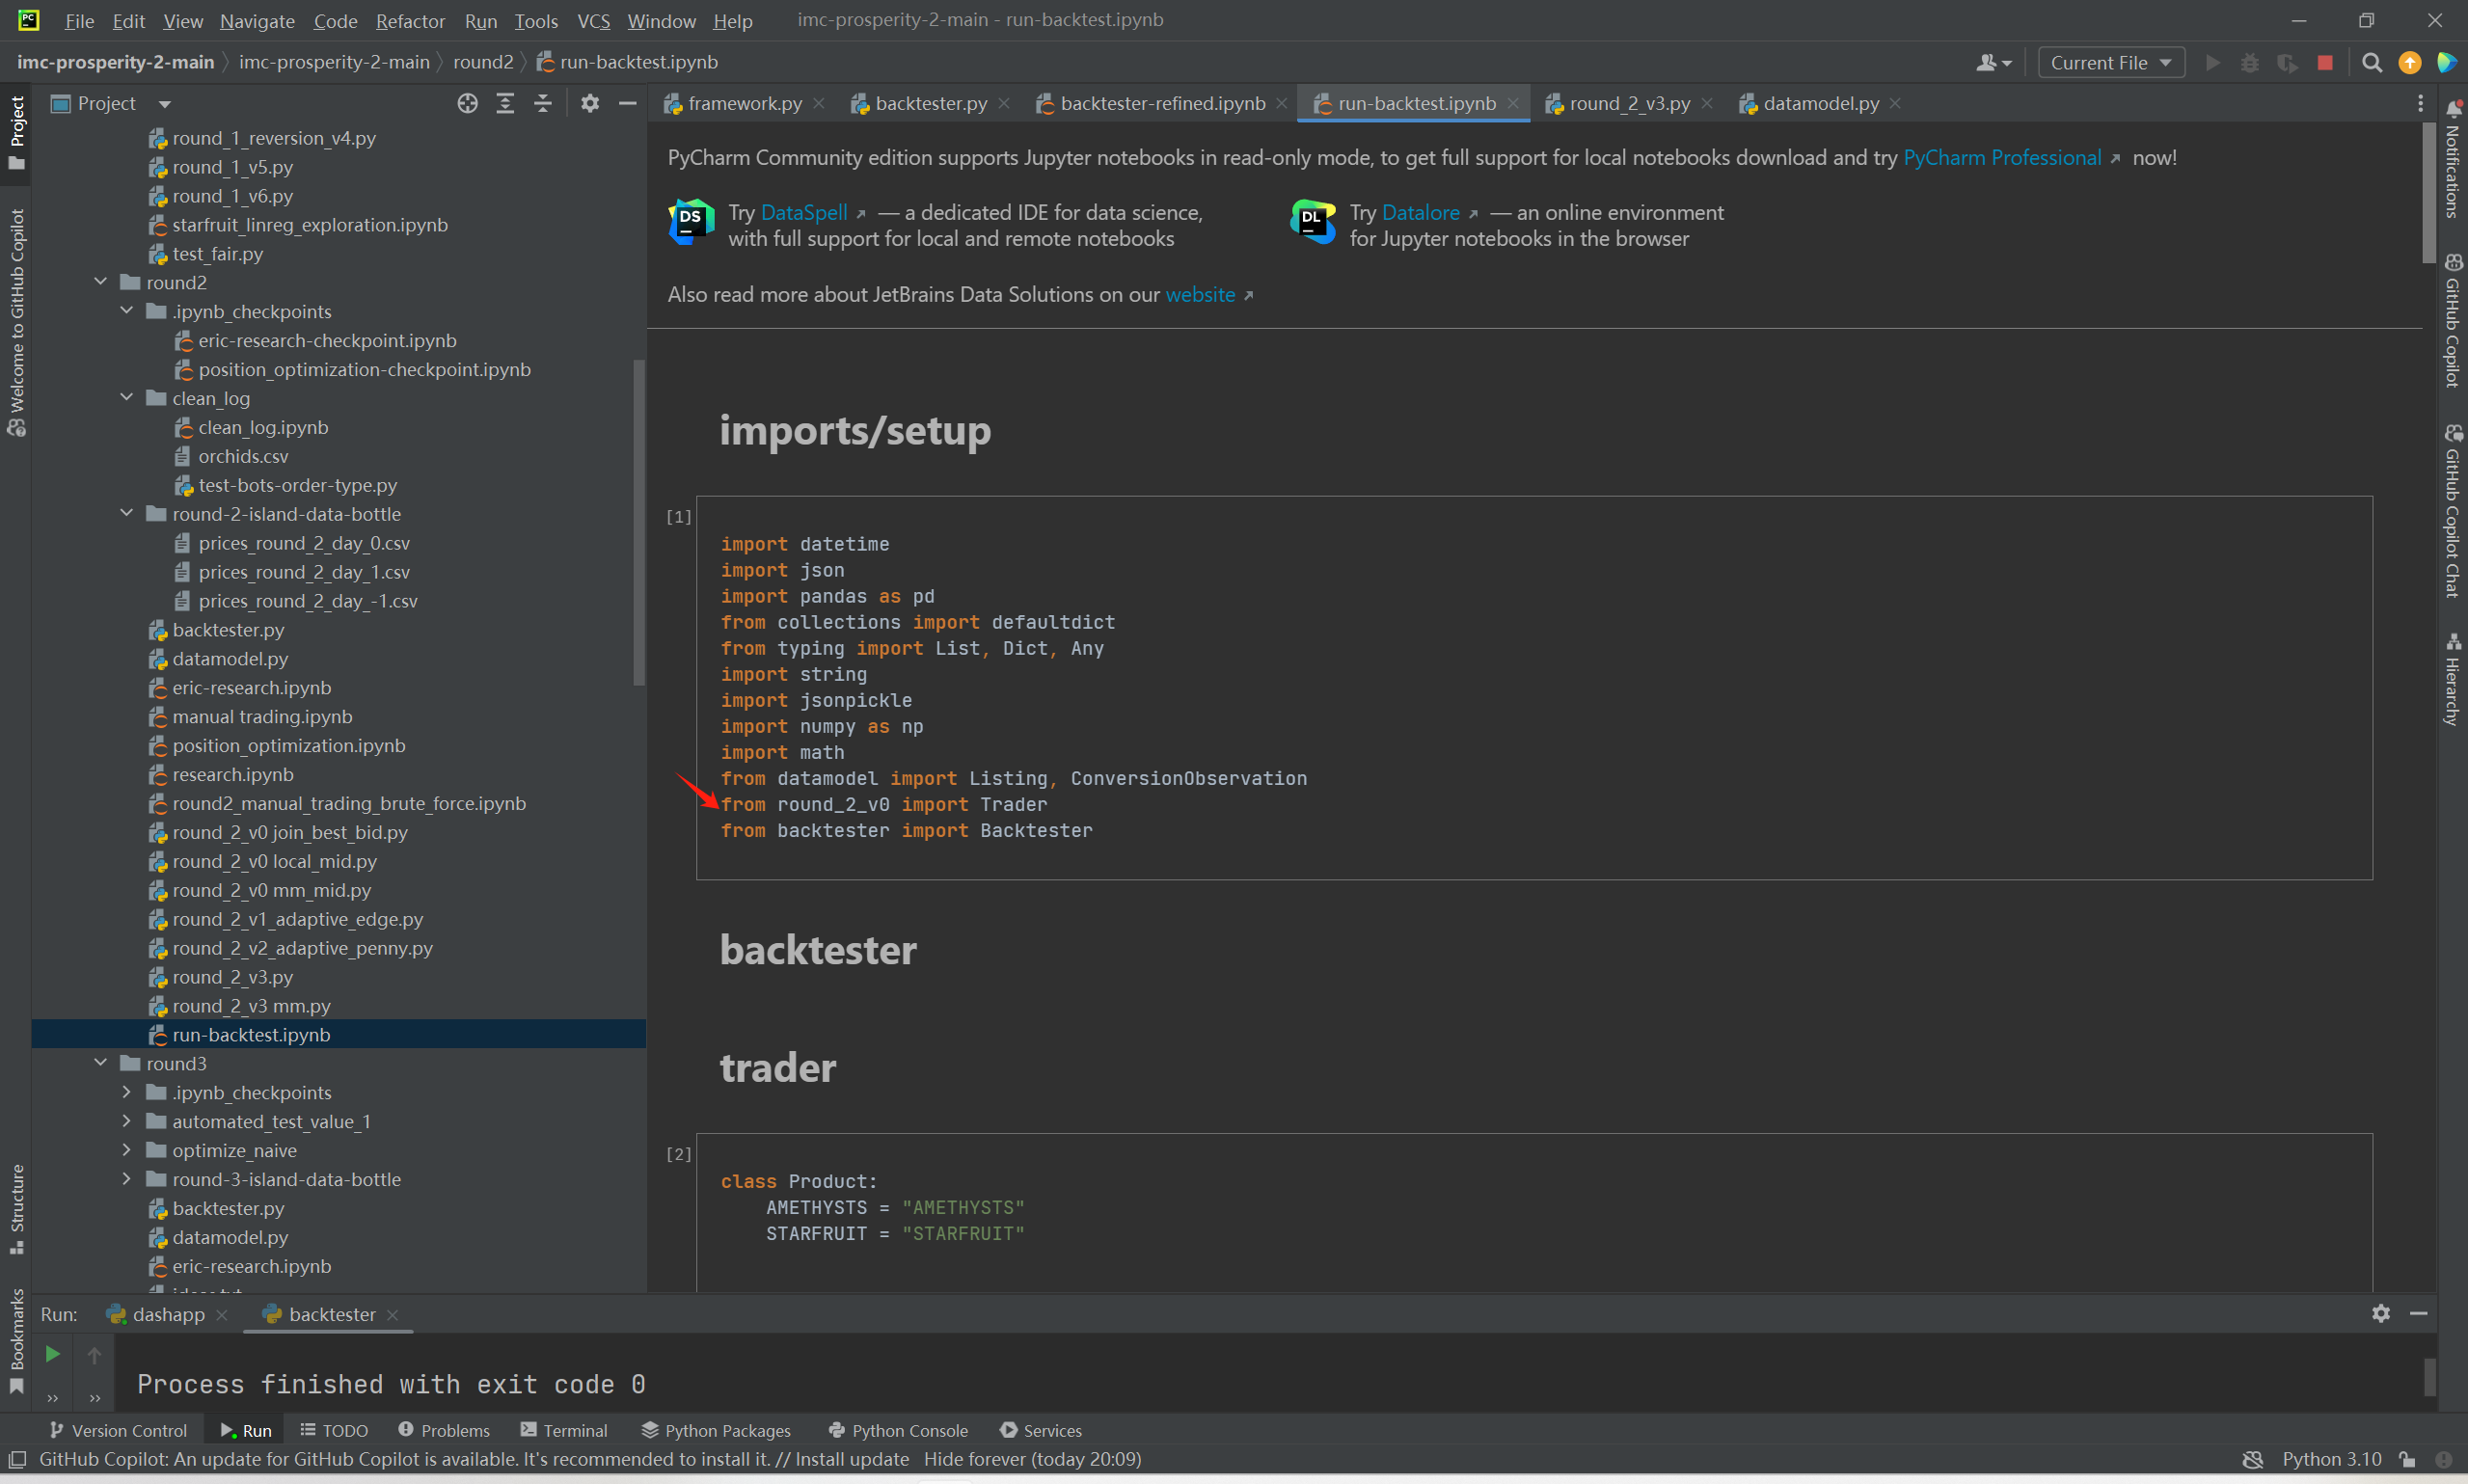 PC File Edit View Navigate Code Refactor Run Tools VCS Window Help imc-prosperity-2-main - run-backtest.ipynb
imc-prosperity-2-main round2 run-backtest.ipynb
imc-prosperity-2-main
Current File
Project
framework.py
backtester.py
backtester-refined.ipynb
run-backtest.ipynb
round_2_v3.py
datamodel.py
Project
Welcome to GitHub Copilot
Structure
Bookmarks
round_1_reversion_v4.py
round_1_v5.py
round_1_v6.py
starfruit_linreg_exploration.ipynb
test_fair.py
round2
.ipynb_checkpoints
eric-research-checkpoint.ipynb
position_optimization-checkpoint.ipynb
clean_log
clean_log.ipynb
orchids.csv
test-bots-order-type.py
round-2-island-data-bottle
prices_round_2_day_0.csv
prices_round_2_day_1.csv
prices_round_2_day_-1.csv
backtester.py
datamodel.py
eric-research.ipynb
manual trading.ipynb
position_optimization.ipynb
research.ipynb
round2_manual_trading_brute_force.ipynb
round_2_v0 join_best_bid.py
round_2_v0 local_mid.py
round_2_v0 mm_mid.py
round_2_v1_adaptive_edge.py
round_2_v2_adaptive_penny.py
round_2_v3.py
round_2_v3 mm.py
run-backtest.ipynb
round3
.ipynb_checkpoints
automated_test_value_1
optimize_naive
round-3-island-data-bottle
backtester.py
datamodel.py
eric-research.ipynb
PyCharm Community edition supports Jupyter notebooks in read-only mode, to get full support for local notebooks download and try PyCharm Professional ↗ now!
DS
Try DataSpell ↗ — a dedicated IDE for data science,
with full support for local and remote notebooks
DL
Try Datalore ↗ — an online environment
for Jupyter notebooks in the browser
Also read more about JetBrains Data Solutions on our website ↗
imports/setup
[1]
import datetime
import json
import pandas as pd
from collections import defaultdict
from typing import List, Dict, Any
import string
import jsonpickle
import numpy as np
import math
from datamodel import Listing, ConversionObservation
from round_2_v0 import Trader
from backtester import Backtester
backtester
trader
[2]
class Product:
AMETHYSTS = "AMETHYSTS"
STARFRUIT = "STARFRUIT"
Notifications
GitHub Copilot
GitHub Copilot Chat
Hierarchy
Run: dashapp backtester
Process finished with exit code 0
Version Control Run TODO Problems Terminal Python Packages Python Console Services
GitHub Copilot: An update for GitHub Copilot is available. It's recommended to install it. // Install update Hide forever (today 20:09)
Python 3.10